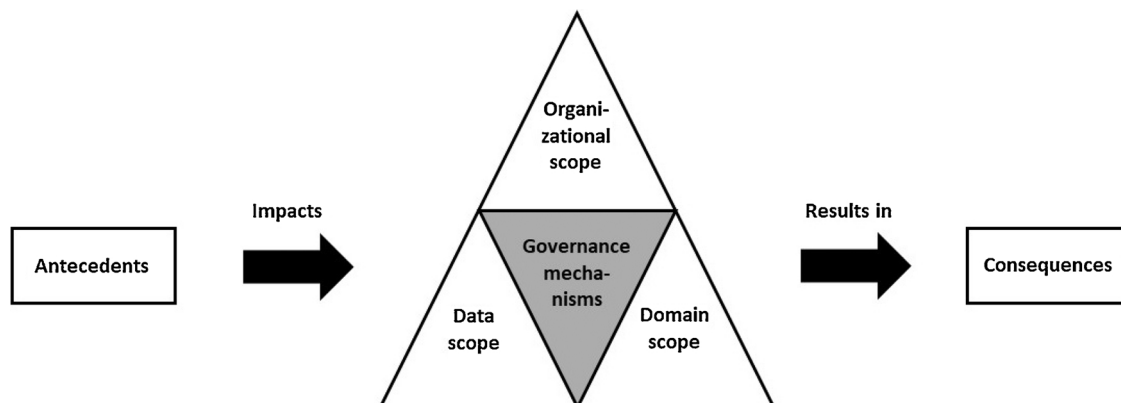 Organi-
zational
scope
Impacts
Results in
Antecedents
Governance
mecha-
nisms
Consequences
Data
scope
Domain
scope